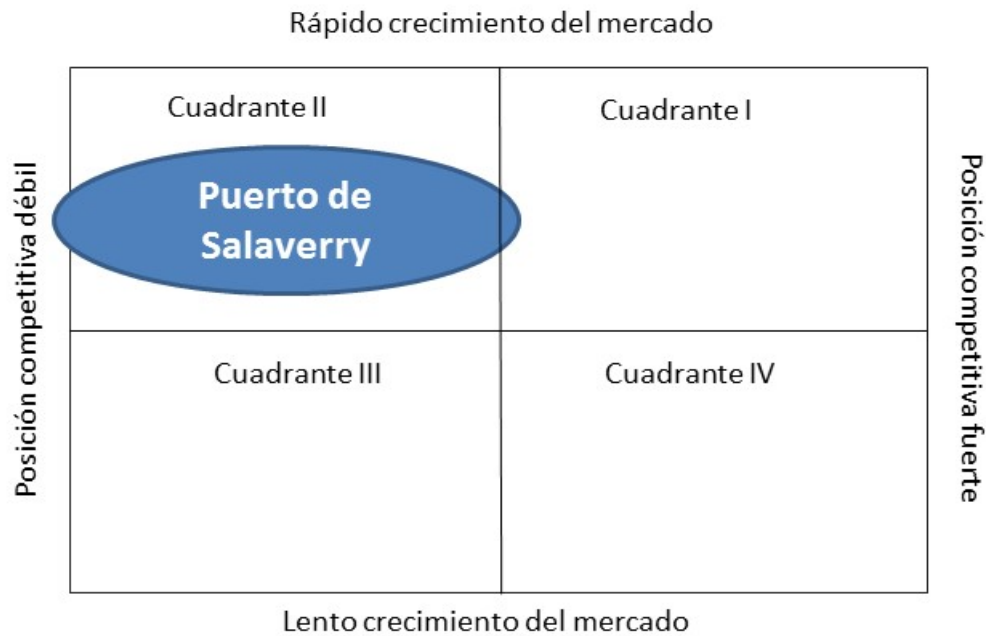 Rápido crecimiento del mercado
Cuadrante II
Cuadrante I
Posición competitiva débil
Puerto de
Salaverry
Posición competitiva fuerte
Cuadrante III
Cuadrante IV
Lento crecimiento del mercado